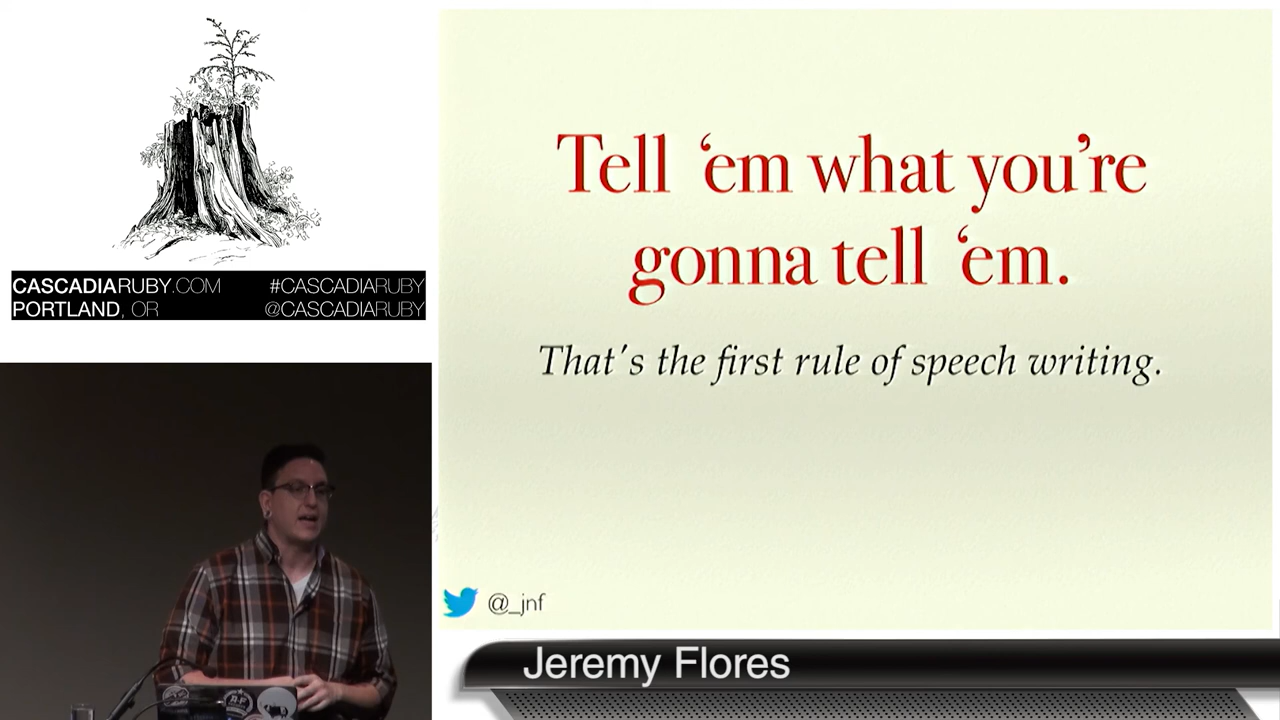 CASCADIARUBY.COM #CASCADIARUBY
PORTLAND, OR @CASCADIARUBY
Tell ‘em what you’re
gonna tell ‘em.
That's the first rule of speech writing.
@_jnf
Jeremy Flores